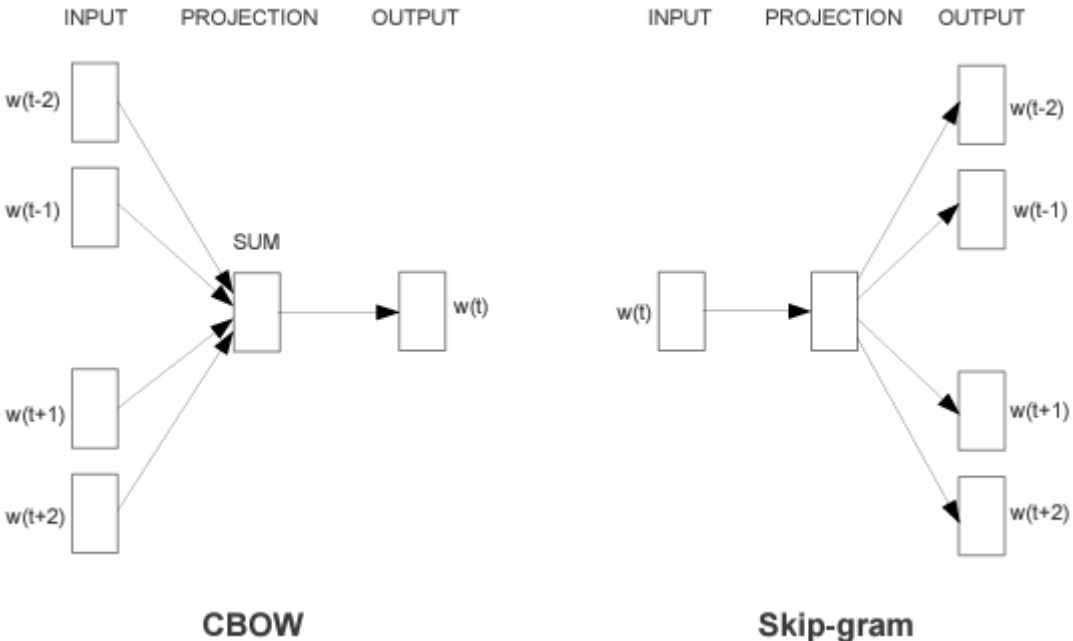 INPUT PROJECTION OUTPUT
w(t-2)
w(t-1)
SUM
w(t)
w(t+1)
w(t+2)
CBOW
INPUT PROJECTION OUTPUT
w(t-2)
w(t-1)
w(t)
w(t+1)
w(t+2)
Skip-gram